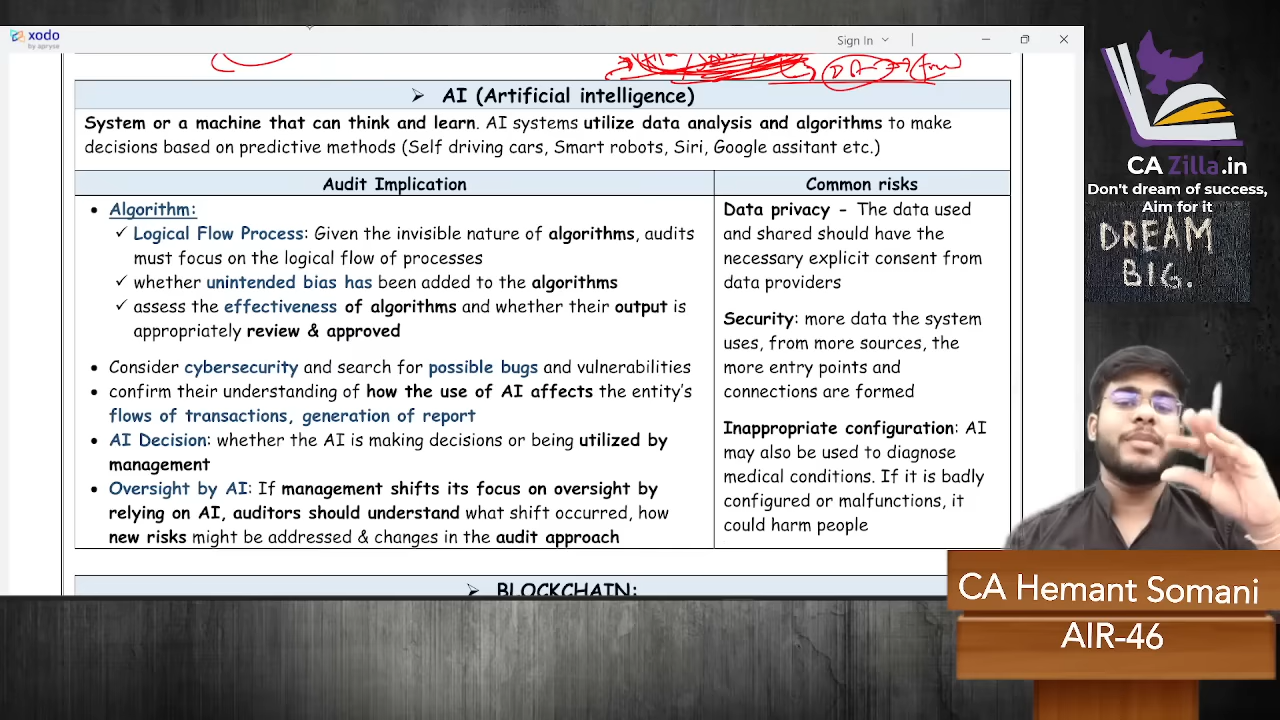 xodo
by apryse
Sign In
➢ AI (Artificial intelligence)
System or a machine that can think and learn. AI systems utilize data analysis and algorithms to make
decisions based on predictive methods (Self driving cars, Smart robots, Siri, Google assitant etc.)
Audit Implication
• Algorithm:
✓ Logical Flow Process: Given the invisible nature of algorithms, audits
must focus on the logical flow of processes
✓ whether unintended bias has been added to the algorithms
✓ assess the effectiveness of algorithms and whether their output is
appropriately review & approved
• Consider cybersecurity and search for possible bugs and vulnerabilities
• confirm their understanding of how the use of AI affects the entity's
flows of transactions, generation of report
• AI Decision: whether the AI is making decisions or being utilized by
management
• Oversight by AI: If management shifts its focus on oversight by
relying on AI, auditors should understand what shift occurred, how
new risks might be addressed & changes in the audit approach
Common risks
Data privacy - The data used
and shared should have the
necessary explicit consent from
data providers
Security: more data the system
uses, from more sources, the
more entry points and
connections are formed
Inappropriate configuration: AI
may also be used to diagnose
medical conditions. If it is badly
configured or malfunctions, it
could harm people
➢ BLOCKCHAIN:
CA Zilla.in
Don't dream of success,
Aim for it
DREAM
BIG.
CA Hemant Somani
AIR-46